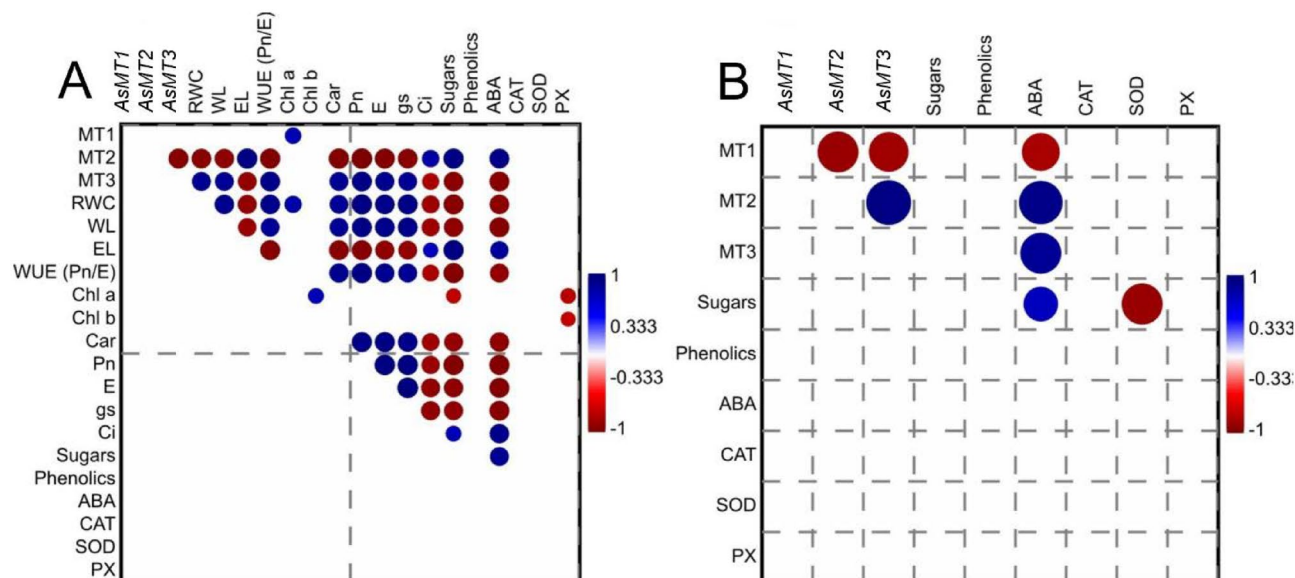 A
AsMT1
AsMT2
AsMT3
RWC
WL
EL
WUE (Pn/E)
Chl a
Chl b
Car
Pn
E
gs
Ci
Sugars
Phenolics
ABA
CAT
SOD
PX
MT1
MT2
MT3
RWC
WL
EL
WUE (Pn/E)
Chl a
Chl b
Car
Pn
E
gs
Ci
Sugars
Phenolics
ABA
CAT
SOD
PX
1
0.333
-0.333
-1
B
AsMT1
AsMT2
AsMT3
Sugars
Phenolics
ABA
CAT
SOD
PX
MT1
MT2
MT3
Sugars
Phenolics
ABA
CAT
SOD
PX
1
0.333
-0.333
-1